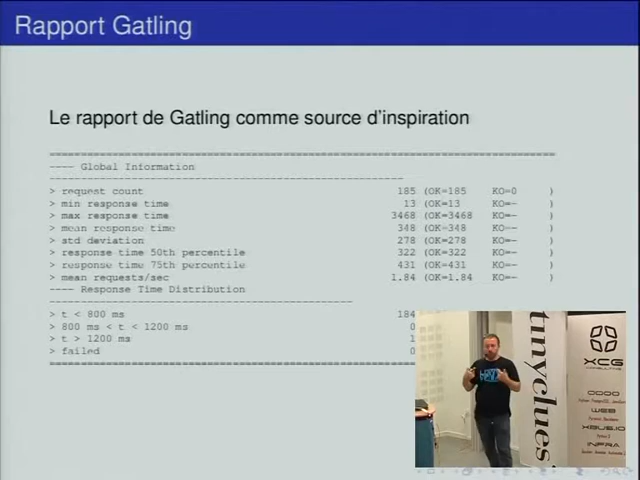 Rapport Gatling
Le rapport de Gatling comme source d'inspiration
================================================================================
---- Global Information
--------------------------------------------------------
> request count 185 (OK=185 KO=0 )
> min response time 13 (OK=13 KO=- )
> max response time 3468 (OK=3468 KO=- )
> mean response time 348 (OK=348 KO=- )
> std deviation 278 (OK=278 KO=- )
> response time 50th percentile 322 (OK=322 KO=- )
> response time 75th percentile 431 (OK=431 KO=- )
> mean requests/sec 1.84 (OK=1.84 KO=- )
---- Response Time Distribution
------------------------------------------------
> t < 800 ms 184
> 800 ms < t < 1200 ms 0
> t > 1200 ms 1
> failed 0
================================================================================
tinyclues
XCG
CONSULTING
WEB
XBUS.IO
INFRA